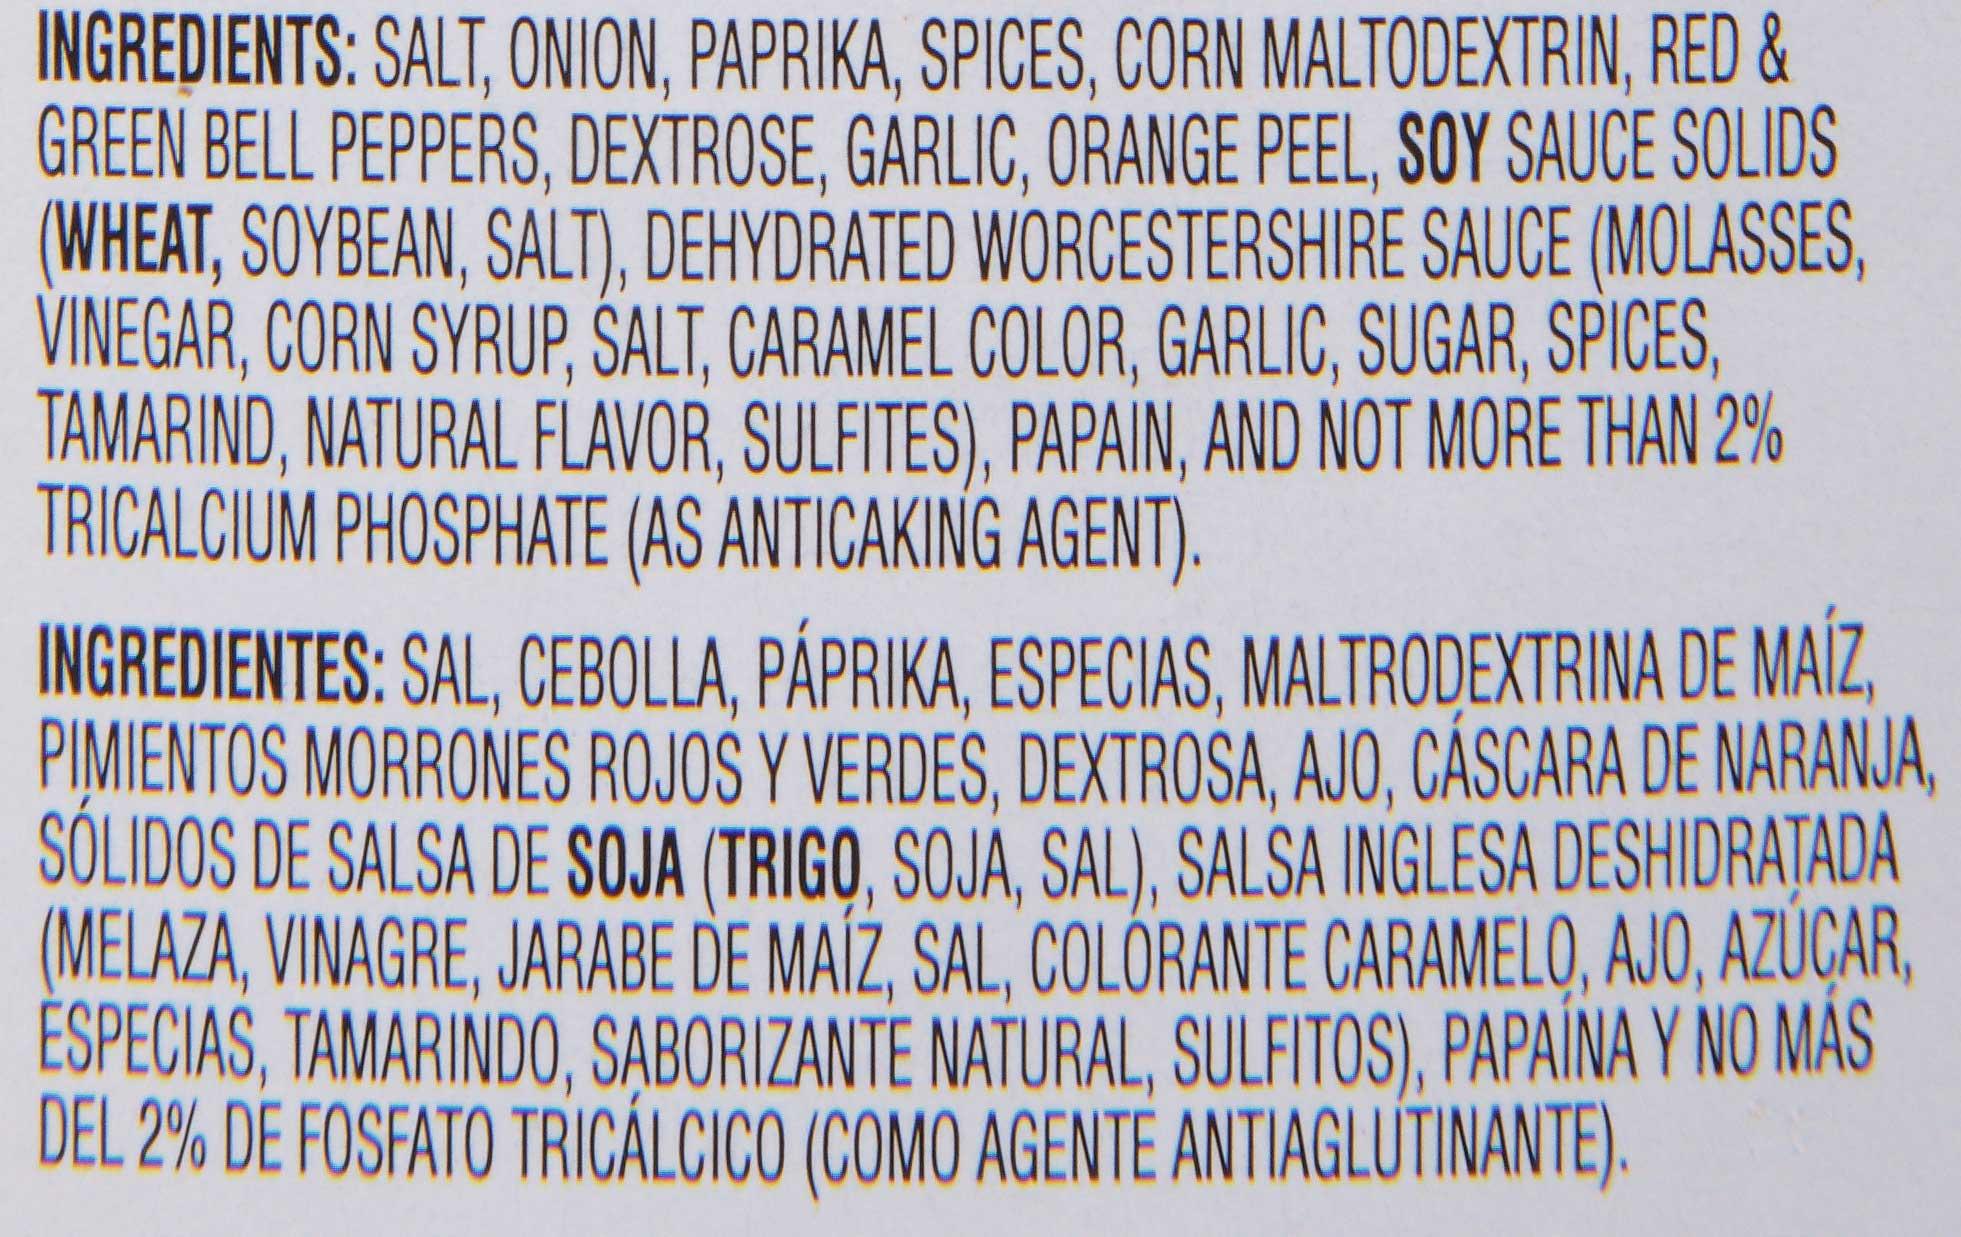 INGREDIENTS: SALT, ONION, PAPRIKA, SPICES, CORN MALTODEXTRIN, RED &
GREEN BELL PEPPERS, DEXTROSE, GARLIC, ORANGE PEEL, SOY SAUCE SOLIDS
(WHEAT, SOYBEAN, SALT), DEHYDRATED WORCESTERSHIRE SAUCE (MOLASSES,
VINEGAR, CORN SYRUP, SALT, CARAMEL COLOR, GARLIC, SUGAR, SPICES,
TAMARIND, NATURAL FLAVOR, SULFITES), PAPAIN, AND NOT MORE THAN 2%
TRICALCIUM PHOSPHATE (AS ANTICAKING AGENT).
INGREDIENTES: SAL, CEBOLLA, PÁPRIKA, ESPECIAS, MALTRODEXTRINA DE MAÍZ,
PIMIENTOS MORRONES ROJOS Y VERDES, DEXTROSA, AJO, CÁSCARA DE NARANJA,
SÓLIDOS DE SALSA DE SOJA (TRIGO, SOJA, SAL), SALSA INGLESA DESHIDRATADA
(MELAZA, VINAGRE, JARABE DE MAÍZ, SAL, COLORANTE CARAMELO, AJO, AZÚCAR,
ESPECIAS, TAMARINDO, SABORIZANTE NATURAL, SULFITOS), PAPAÍNA Y NO MÁS
DEL 2% DE FOSFATO TRICÁLCICO (COMO AGENTE ANTIAGLUTINANTE).